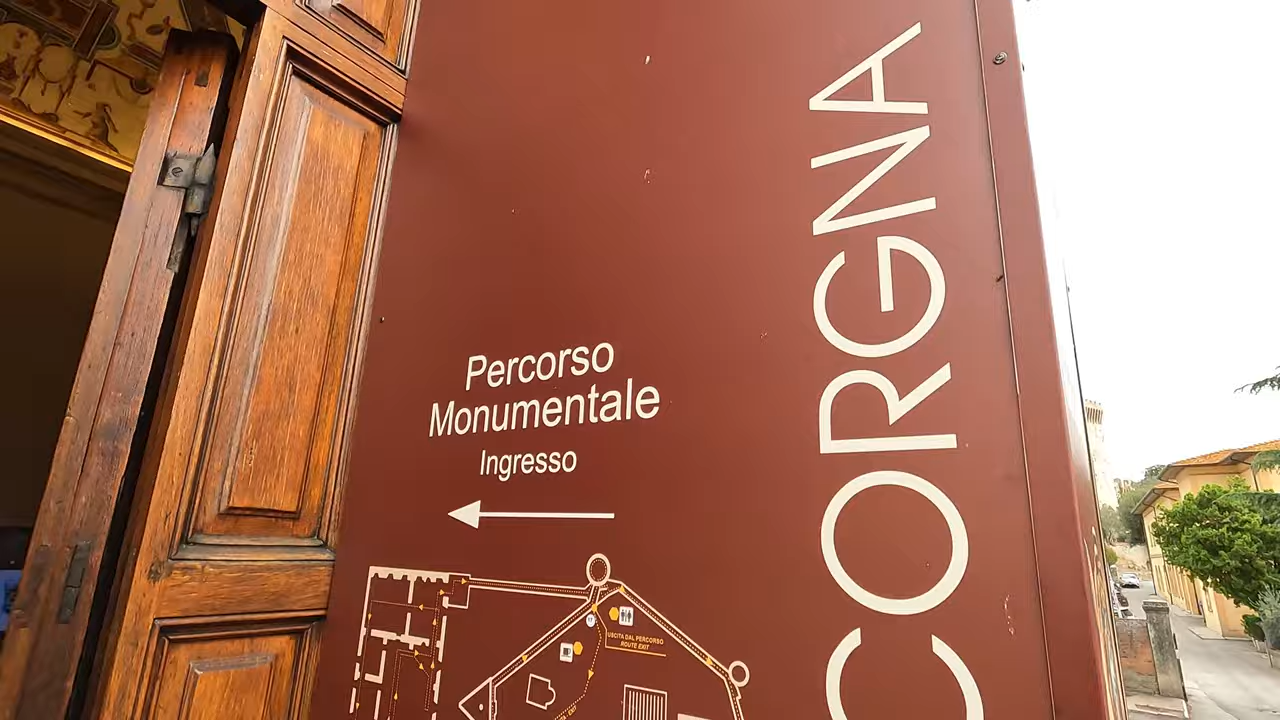 Percorso
Monumentale
Ingresso
USCITA DAL PERCORSO
ROUTE EXIT
CORGNA